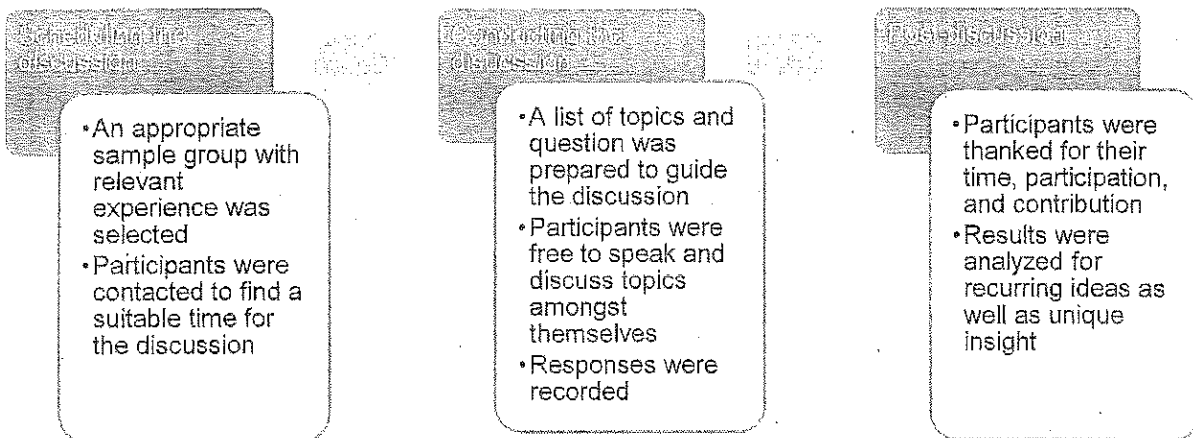 Scheduling the
discussion
•An appropriate
sample group with
relevant
experience was
selected
•Participants were
contacted to find a
suitable time for
the discussion
Conducting the
discussion
•A list of topics and
question was
prepared to guide
the discussion
•Participants were
free to speak and
discuss topics
amongst
themselves
•Responses were
recorded
Post-discussion
•Participants were
thanked for their
time, participation,
and contribution
•Results were
analyzed for
recurring ideas as
well as unique
insight